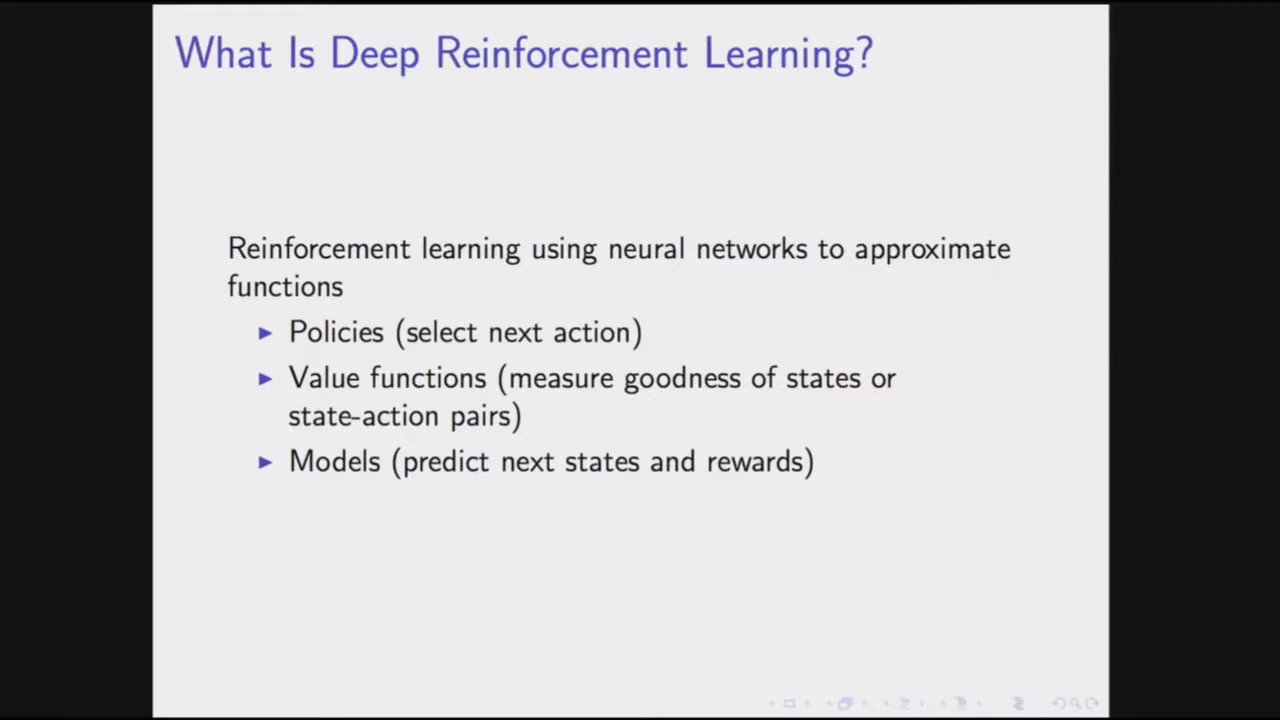 What Is Deep Reinforcement Learning?
Reinforcement learning using neural networks to approximate
functions
Policies (select next action)
Value functions (measure goodness of states or
state-action pairs)
Models (predict next states and rewards)